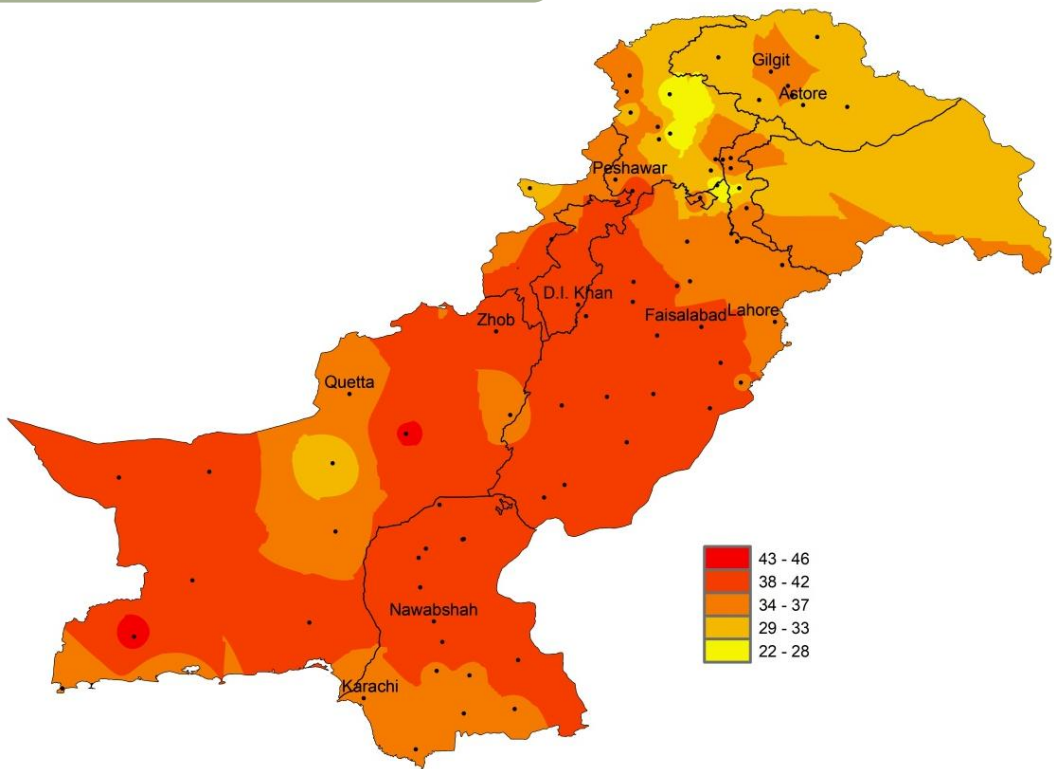 Gilgit
Astore
Peshawar
D.I. Khan
Zhob
Faisalabad
Lahore
Quetta
Nawabshah
Karachi
43 - 46
38 - 42
34 - 37
29 - 33
22 - 28